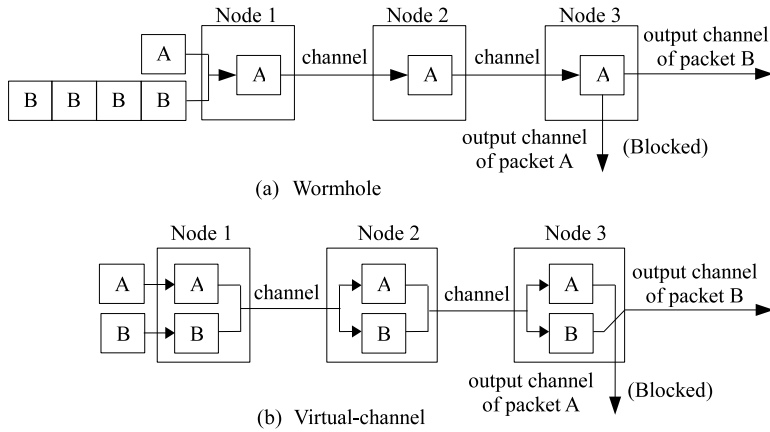 Node 1
Node 2
Node 3
A
channel
channel
output channel
of packet B
B B B B
A
A
A
output channel
of packet A
(Blocked)
(a) Wormhole
Node 1
Node 2
Node 3
A
A
A
A
channel
channel
output channel
of packet B
B
B
B
B
output channel
of packet A
(Blocked)
(b) Virtual-channel